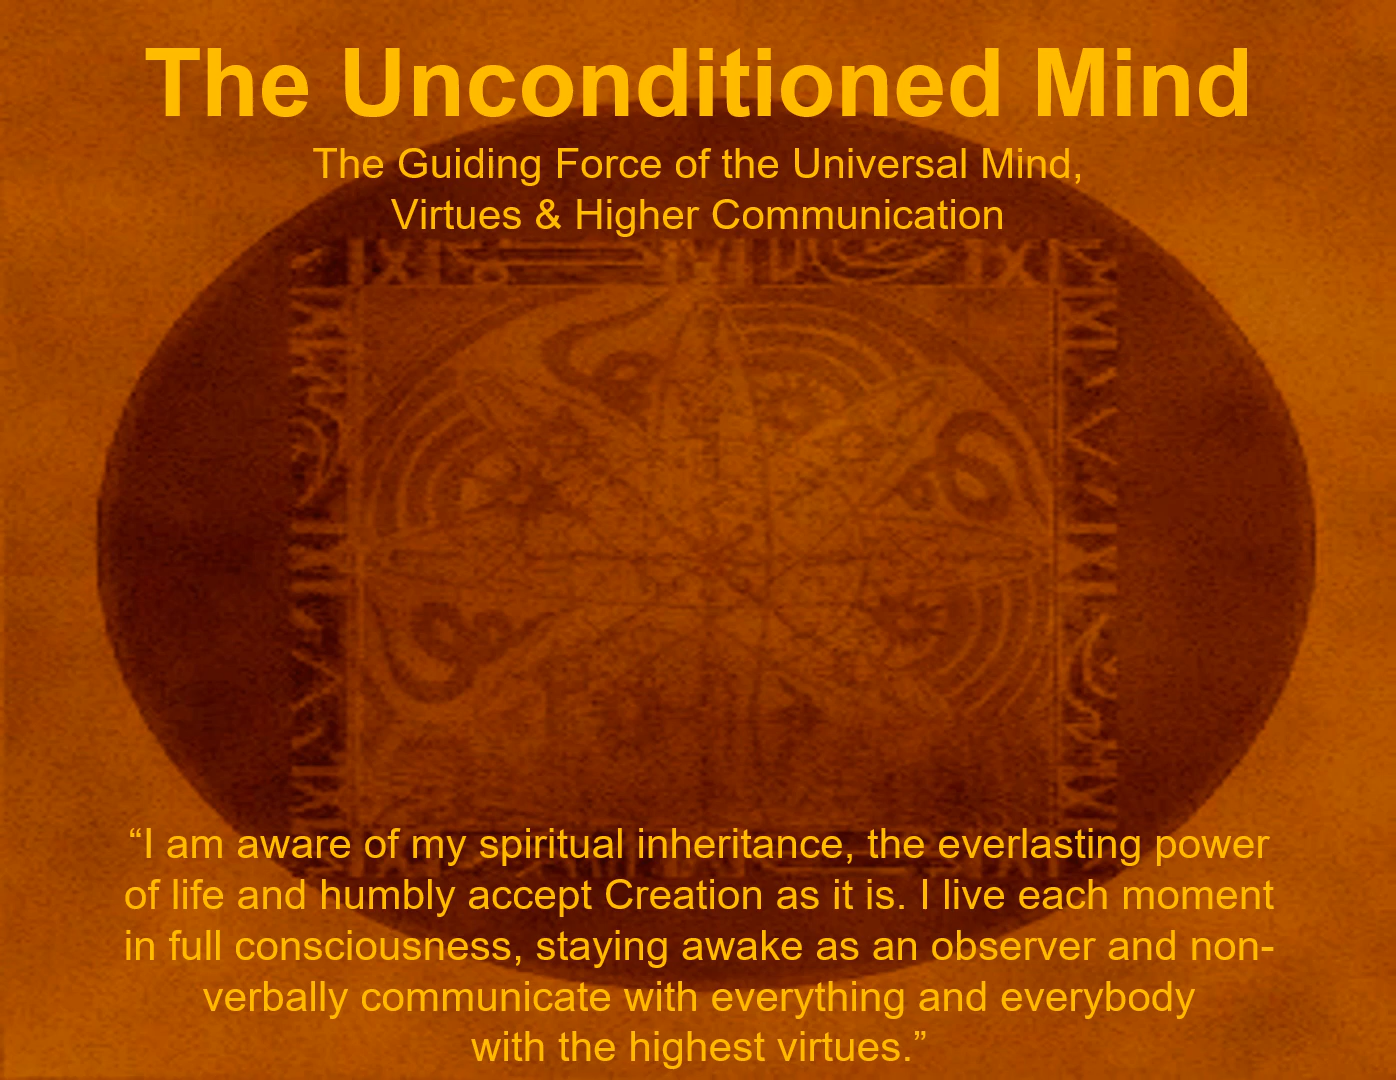 The Unconditioned Mind
The Guiding Force of the Universal Mind,
Virtues & Higher Communication
“I am aware of my spiritual inheritance, the everlasting power
of life and humbly accept Creation as it is. I live each moment
in full consciousness, staying awake as an observer and non-
verbally communicate with everything and everybody
with the highest virtues.”